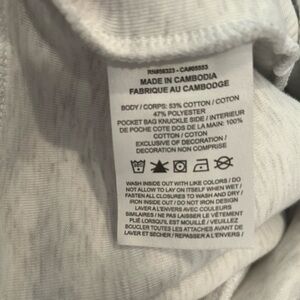 RN#56323 - CA#05553
MADE IN CAMBODIA
FABRIQUE AU CAMBODGE
BODY / CORPS: 53% COTTON / COTON
47% POLYESTER
POCKET BAG KNUCKLE SIDE / INTERIEUR
DE POCHE COTE DOS DE LA MAIN: 100%
COTTON / COTON
EXCLUSIVE OF DECORATION /
DECORATION NON COMPRISE
WASH INSIDE OUT WITH LIKE COLORS / DO
NOT ALLOW TO LAY ON ITSELF WHEN WET /
FASTEN ALL CLOSURES TO WASH AND DRY /
IRON INSIDE OUT / DO NOT IRON DESIGN
LAVER A L'ENVERS AVEC COULEURS
SIMILAIRES / NE PAS LAISSER LE VÊTEMENT
PLIÉ LORSQU'IL EST MOUILLÉ / VEUILLEZ
BOUCLER TOUTES LES ATTACHES AVANT DE
LAVER ET SÉCHER / REPASSER A L'ENVERS /